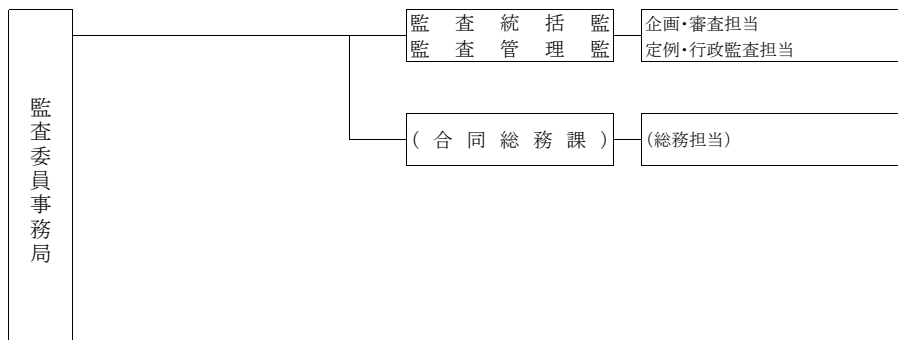 監査委員事務局
監査統括監
監査管理監
企画・審査担当
定例・行政監査担当
(合同総務課)
(総務担当)